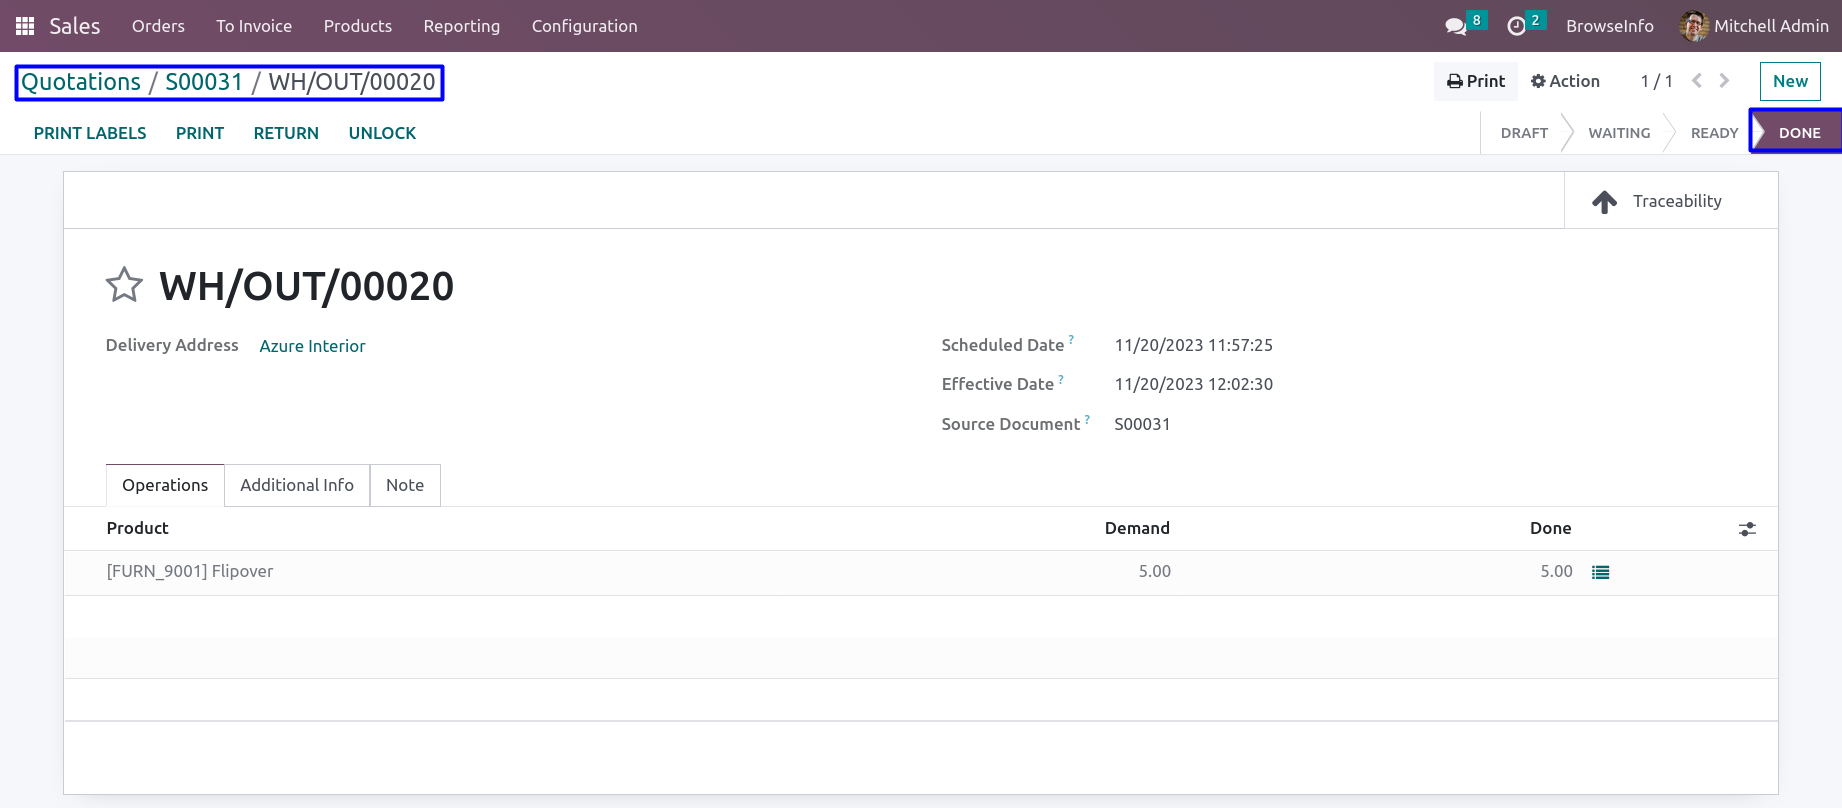 Sales Orders To Invoice Products Reporting Configuration 8 2 BrowseInfo Mitchell Admin
Quotations / S00031 / WH/OUT/00020 Print Action 1 / 1 New
PRINT LABELS PRINT RETURN UNLOCK DRAFT WAITING READY DONE
Traceability
WH/OUT/00020
Delivery Address Azure Interior Scheduled Date ? 11/20/2023 11:57:25
Effective Date ? 11/20/2023 12:02:30
Source Document ? S00031
Operations Additional Info Note
Product Demand Done
[FURN_9001] Flipover 5.00 5.00